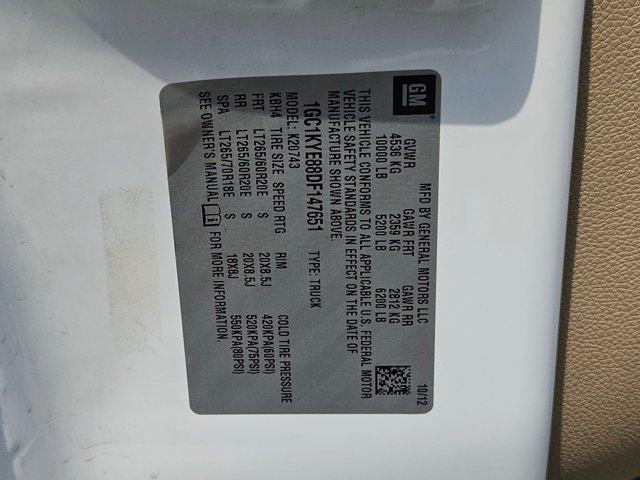 GM
MFD BY GENERAL MOTORS LLC 10/12
GVWR GAWR FRT GAWR RR
4536 KG 2359 KG 2812 KG
10000 LB 5200 LB 6200 LB
THIS VEHICLE CONFORMS TO ALL APPLICABLE U.S. FEDERAL MOTOR
VEHICLE SAFETY STANDARDS IN EFFECT ON THE DATE OF
MANUFACTURE SHOWN ABOVE.
1GC1KYE88DF147651 TYPE: TRUCK
MODEL: K20743
KBH4 TIRE SIZE SPEED RTG RIM COLD TIRE PRESSURE
FRT LT265/60R20E S 20X8.5J 420KPA(60PSI)
RR LT265/60R20E S 20X8.5J 520KPA(75PSI)
SPA LT265/70R18E S 18X8J 550KPA(80PSI)
SEE OWNER'S MANUAL FOR MORE INFORMATION.